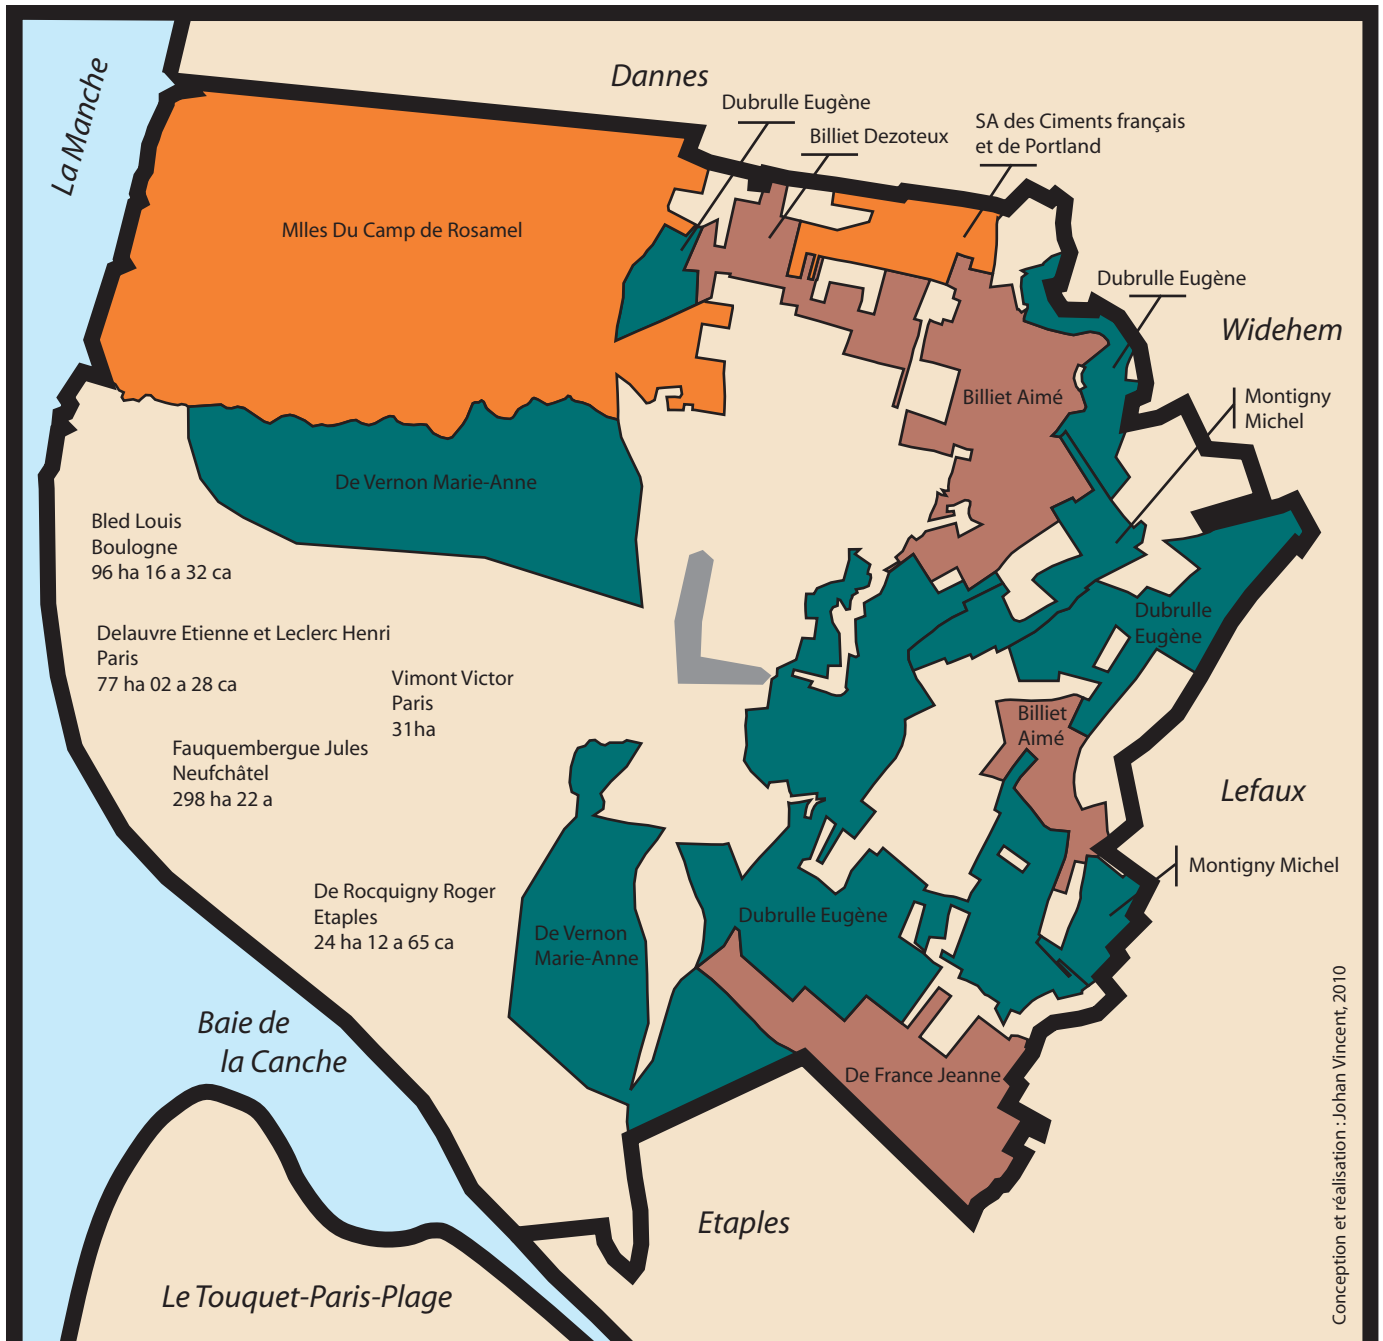 La Manche
Dannes
Dubrulle Eugène
Billiet Dezoteux
SA des Ciments français
et de Portland
Mlles Du Camp de Rosamel
Dubrulle Eugène
Widehem
Billiet Aimé
Montigny
Michel
De Vernon Marie-Anne
Bled Louis
Boulogne
96 ha 16 a 32 ca
Dubrulle
Eugène
Delauvre Etienne et Leclerc Henri
Paris
77 ha 02 a 28 ca
Vimont Victor
Paris
31ha
Billiet
Aimé
Fauquembergue Jules
Neufchâtel
298 ha 22 a
Lefaux
Montigny Michel
De Rocquigny Roger
Etaples
24 ha 12 a 65 ca
Dubrulle Eugène
De Vernon
Marie-Anne
Baie de
la Canche
De France Jeanne
Etaples
Le Touquet-Paris-Plage
Conception et réalisation : Johan Vincent, 2010